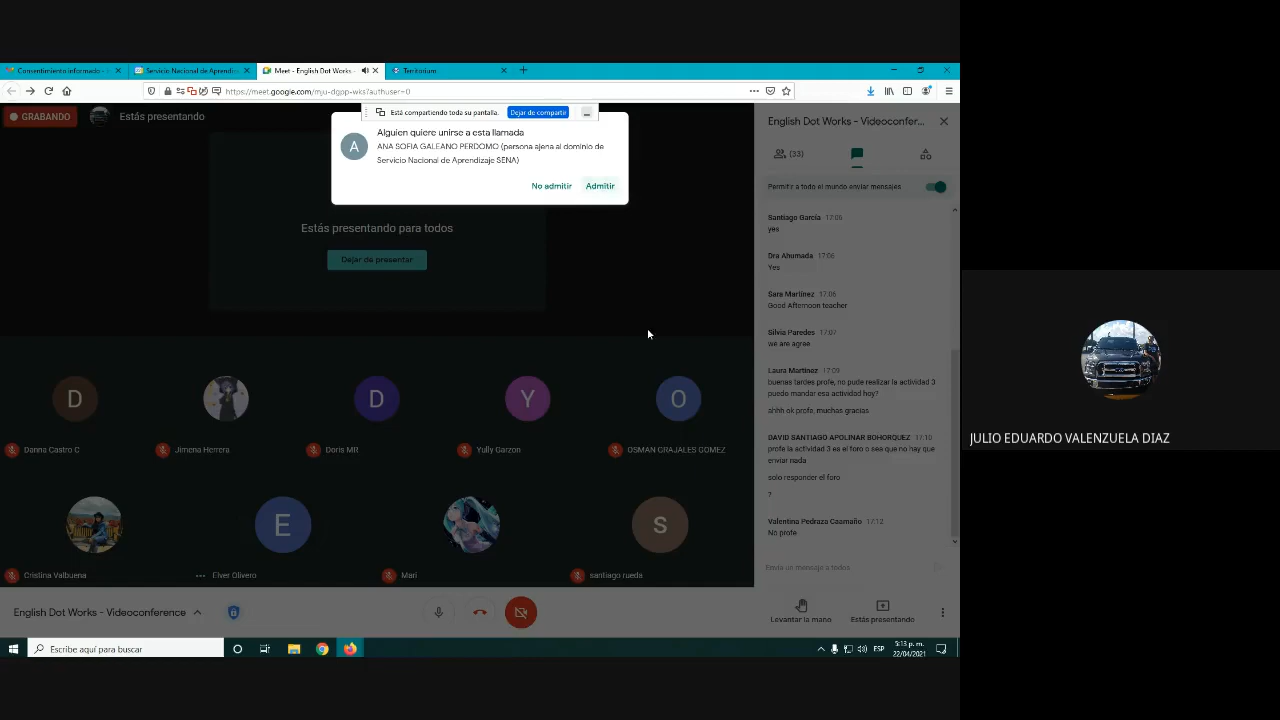 Consentimiento informado -
Servicio Nacional de Aprendiza
Meet - English Dot Works -
Territorium
https://meet.google.com/mju-dgpp-wks?authuser=0
GRABANDO
Estás presentando
Está compartiendo toda su pantalla.
Dejar de compartir
Alguien quiere unirse a esta llamada
A
ANA SOFIA GALEANO PERDOMO (persona ajena al dominio de
Servicio Nacional de Aprendizaje SENA)
No admitir
Admitir
Estás presentando para todos
Dejar de presentar
D
D
Y
O
Danna Castro C
Jimena Herrera
Doris MR
Yully Garzon
OSMAN GRAJALES GOMEZ
E
S
Cristina Valbuena
Elver Olivero
Mari
santiago rueda
English Dot Works - Videoconfer...
(33)
Permitir a todo el mundo enviar mensajes
Santiago García 17:06
yes
Dra Ahumada 17:06
Yes
Sara Martínez 17:06
Good Afternoon teacher
Silvia Paredes 17:07
we are agree
Laura Martínez 17:09
buenas tardes profe, no pude realizar la actividad 3
puedo mandar esa actividad hoy?
ahhh ok profe, muchas gracias
DAVID SANTIAGO APOLINAR BOHORQUEZ 17:10
profe la actividad 3 es el foro o sea que no hay que
enviar nada
solo responder el foro
?
Valentina Pedraza Caamaño 17:12
No profe
Envía un mensaje a todos
English Dot Works - Videoconference
Levantar la mano
Estás presentando
Escribe aquí para buscar
ESP
5:13 p. m.
22/04/2021
JULIO EDUARDO VALENZUELA DIAZ